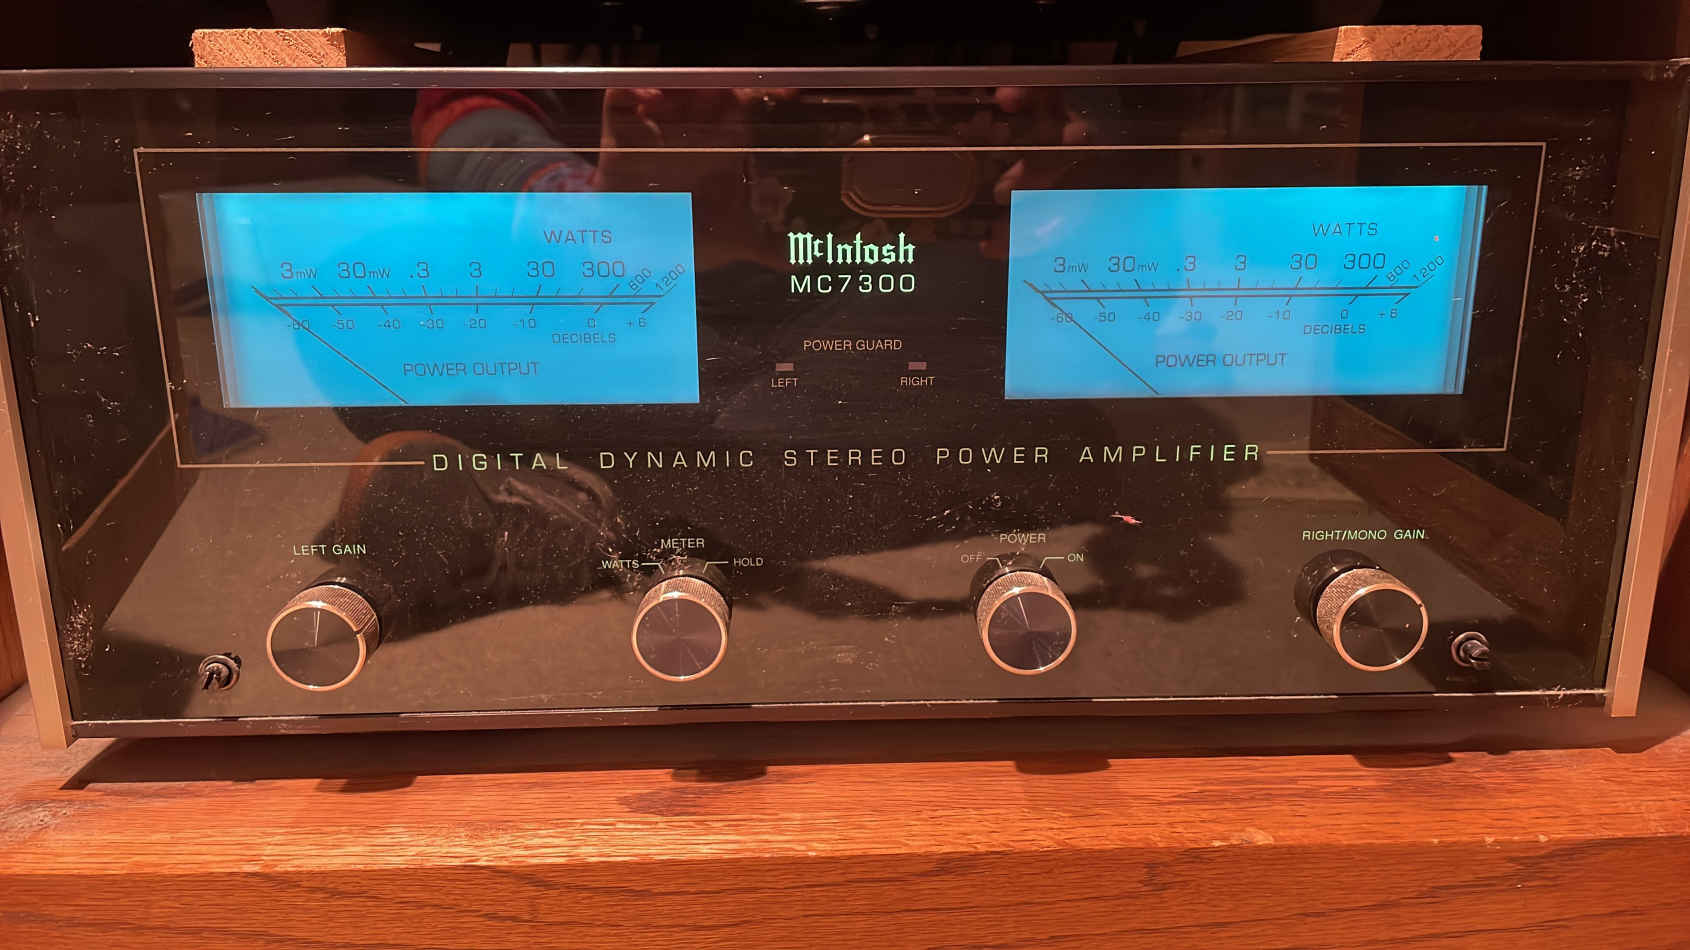 WATTS
3mW 30mW .3 3 30 300 800 1200
-60 -50 -40 -30 -20 -10 0 +6
DECIBELS
POWER OUTPUT
McIntosh
MC7300
POWER GUARD
LEFT RIGHT
WATTS
3mW 30mW .3 3 30 300 800 1200
-60 -50 -40 -30 -20 -10 0 +6
DECIBELS
POWER OUTPUT
DIGITAL DYNAMIC STEREO POWER AMPLIFIER
LEFT GAIN
METER
WATTS HOLD
POWER
OFF ON
RIGHT/MONO GAIN